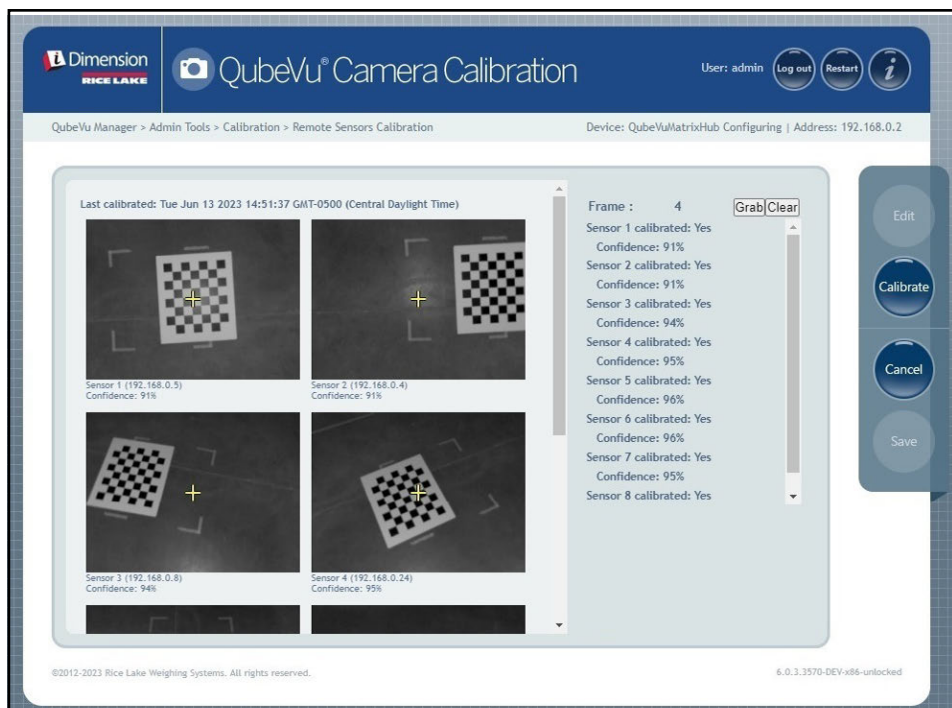 iDimension
RICE LAKE
QubeVu® Camera Calibration
User: admin
Log out
Restart
i
QubeVu Manager > Admin Tools > Calibration > Remote Sensors Calibration
Device: QubeVuMatrixHub Configuring | Address: 192.168.0.2
Last calibrated: Tue Jun 13 2023 14:51:37 GMT-0500 (Central Daylight Time)
Sensor 1 (192.168.0.5)
Confidence: 91%
Sensor 2 (192.168.0.4)
Confidence: 91%
Sensor 3 (192.168.0.8)
Confidence: 94%
Sensor 4 (192.168.0.24)
Confidence: 95%
Frame : 4
Grab
Clear
Sensor 1 calibrated: Yes
Confidence: 91%
Sensor 2 calibrated: Yes
Confidence: 91%
Sensor 3 calibrated: Yes
Confidence: 94%
Sensor 4 calibrated: Yes
Confidence: 95%
Sensor 5 calibrated: Yes
Confidence: 96%
Sensor 6 calibrated: Yes
Confidence: 96%
Sensor 7 calibrated: Yes
Confidence: 95%
Sensor 8 calibrated: Yes
Edit
Calibrate
Cancel
Save
©2012-2023 Rice Lake Weighing Systems. All rights reserved.
6.0.3.3570-DEV-x86-unlocked